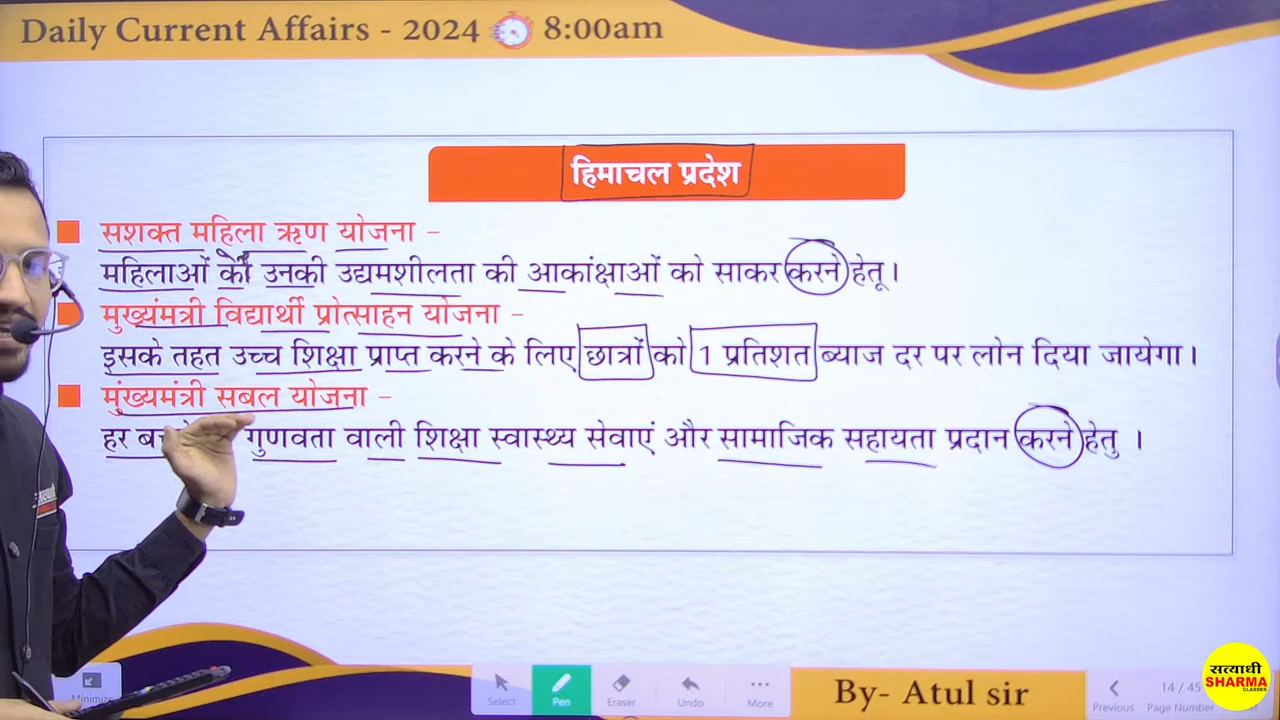 Daily Current Affairs - 2024 8:00am
हिमाचल प्रदेश
सशक्त महिला ऋण योजना –
महिलाओं को उनकी उद्यमशीलता की आकांक्षाओं को साकार करने हेतू।
मुख्यंमत्री विद्यार्थी प्रोत्साहन योजना –
इसके तहत उच्च शिक्षा प्राप्त करने के लिए छात्रों को 1 प्रतिशत ब्याज दर पर लोन दिया जायेगा।
मुंख्यमंत्री सबल योजना –
हर गुणवता वाली शिक्षा स्वास्थ्य सेवाएं और सामाजिक सहायता प्रदान करने हेतु ।
By- Atul sir
Minimize Select Pen Eraser Undo More Previous 14 / 45 Page Number
सत्याधी
SHARMA
CLASSES